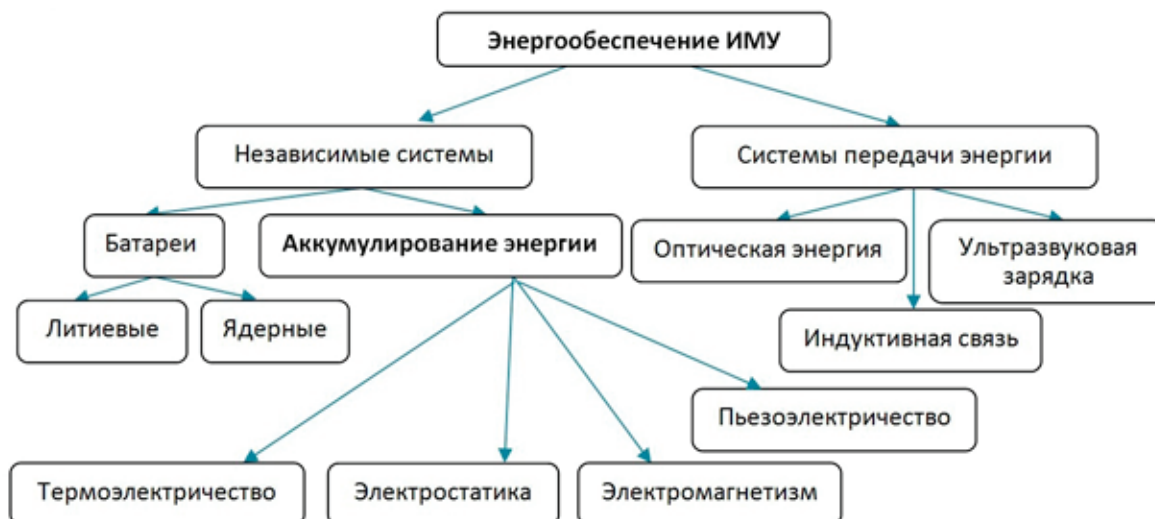 Энергообеспечение ИМУ
Независимые системы
Системы передачи энергии
Батареи
Аккумулирование энергии
Оптическая энергия
Ультразвуковая
зарядка
Литиевые
Ядерные
Индуктивная связь
Пьезоэлектричество
Термоэлектричество
Электростатика
Электромагнетизм